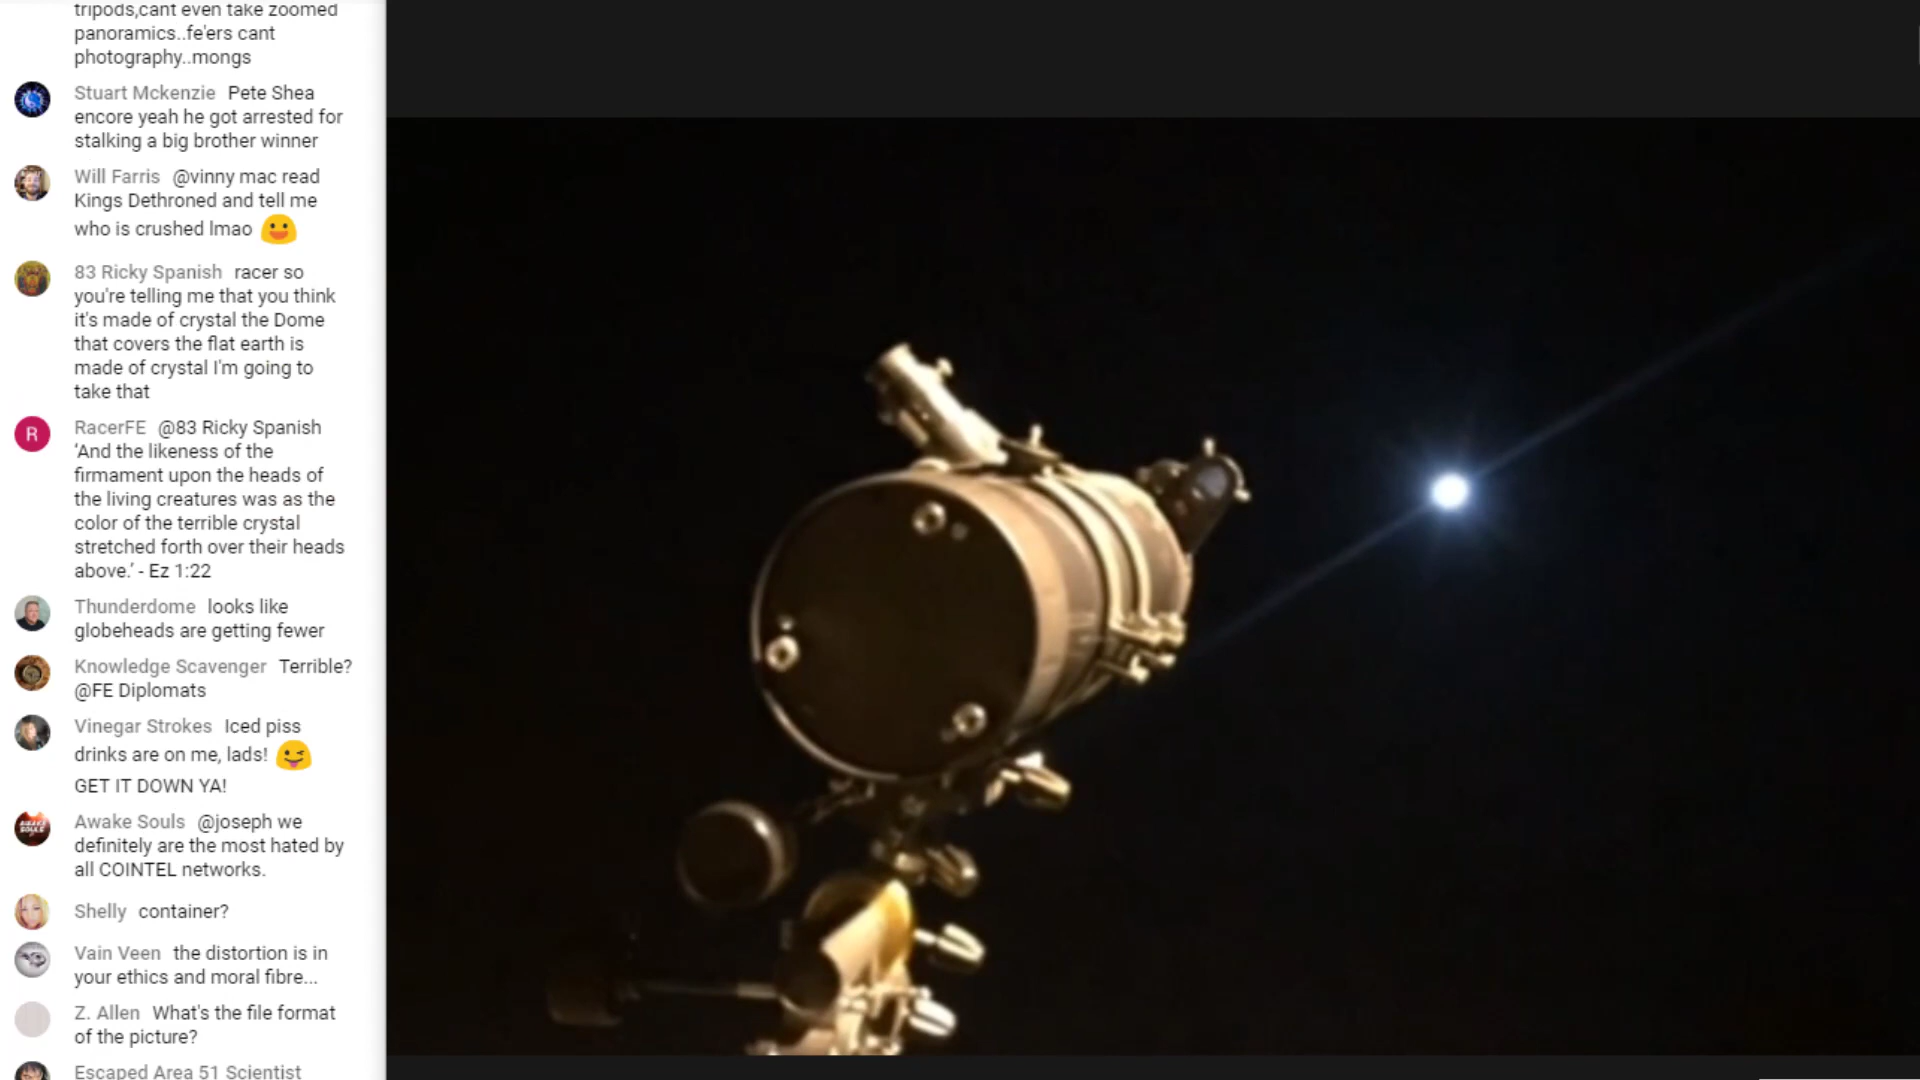 tripods,cant even take zoomed
panoramics..fe'ers cant
photography..mongs
Stuart Mckenzie Pete Shea
encore yeah he got arrested for
stalking a big brother winner
Will Farris @vinny mac read
Kings Dethroned and tell me
who is crushed lmao
83 Ricky Spanish racer so
you're telling me that you think
it's made of crystal the Dome
that covers the flat earth is
made of crystal I'm going to
take that
R
RacerFE @83 Ricky Spanish
'And the likeness of the
firmament upon the heads of
the living creatures was as the
color of the terrible crystal
stretched forth over their heads
above.' - Ez 1:22
Thunderdome looks like
globeheads are getting fewer
Knowledge Scavenger Terrible?
@FE Diplomats
Vinegar Strokes Iced piss
drinks are on me, lads!
GET IT DOWN YA!
Awake Souls @joseph we
definitely are the most hated by
all COINTEL networks.
Shelly container?
Vain Veen the distortion is in
your ethics and moral fibre...
Z. Allen What's the file format
of the picture?
Escaped Area 51 Scientist